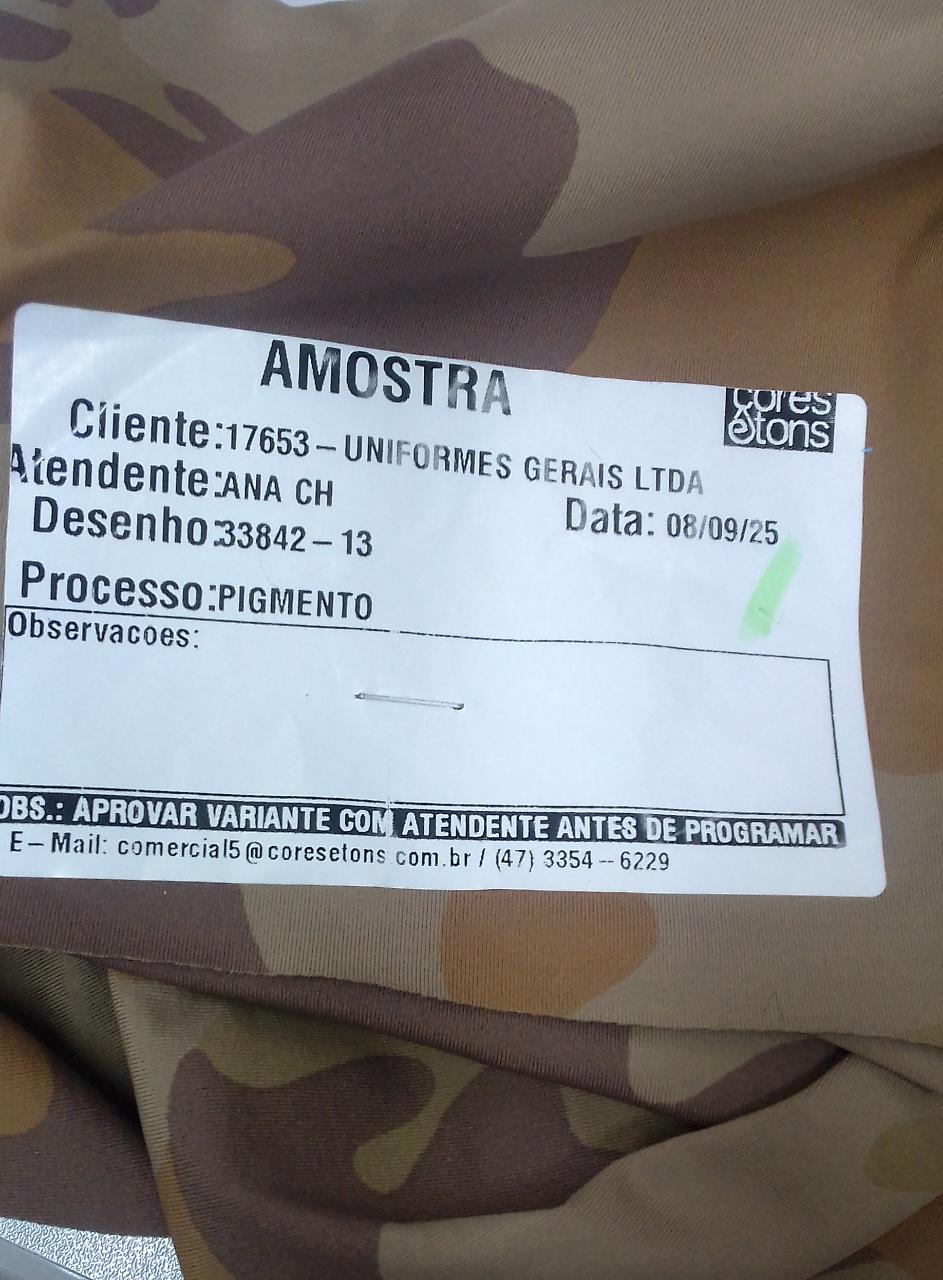 AMOSTRA
cores
&tons
Cliente:17653-UNIFORMES GERAIS LTDA
Atendente:ANA CH
Desenho:33842-13
Data: 08/09/25
Processo:PIGMENTO
Observacoes:
OBS.: APROVAR VARIANTE COM ATENDENTE ANTES DE PROGRAMAR
E-Mail: comercial5@coresetons com.br / (47) 3354-6229